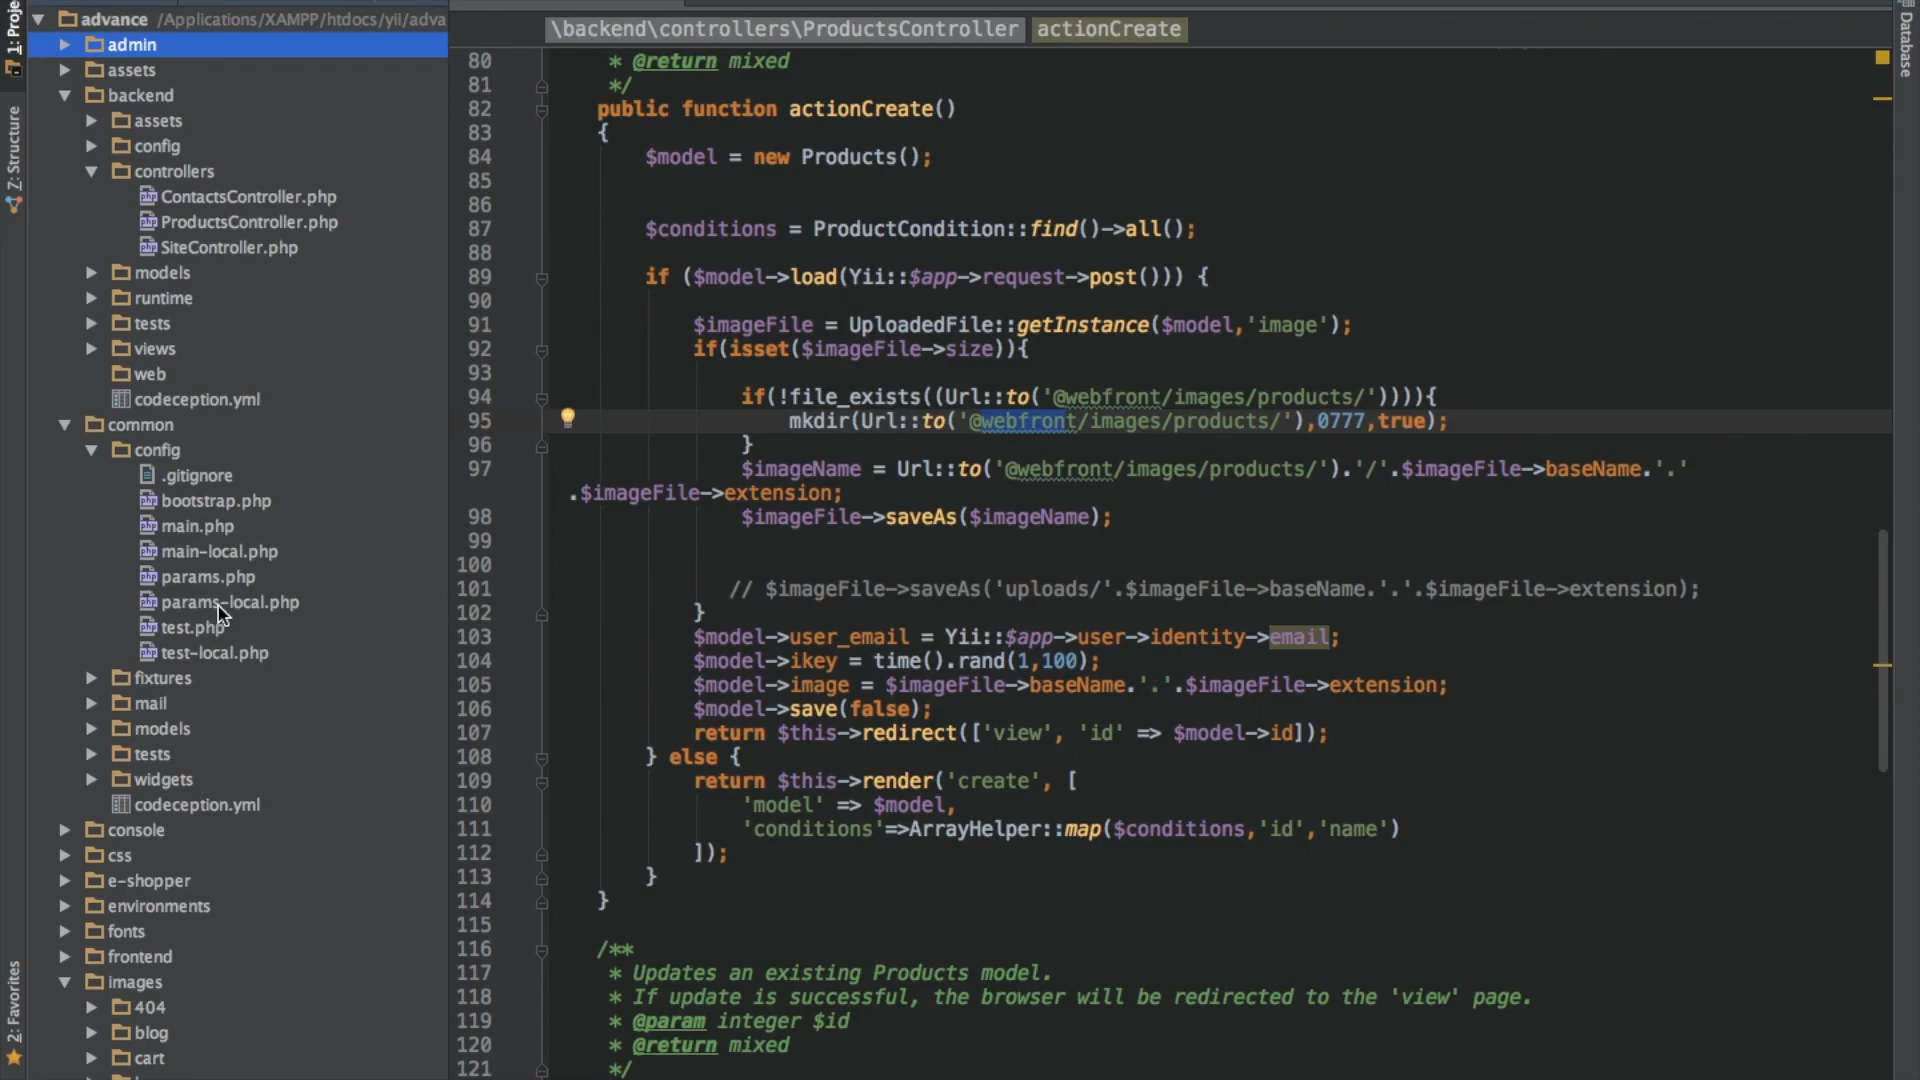 1: Proje
advance /Applications/XAMPP/htdocs/yii/adva
admin
assets
backend
assets
config
controllers
ContactsController.php
ProductsController.php
SiteController.php
models
runtime
tests
views
web
codeception.yml
common
config
.gitignore
bootstrap.php
main.php
main-local.php
params.php
params-local.php
test.php
test-local.php
fixtures
mail
models
tests
widgets
codeception.yml
console
css
e-shopper
environments
fonts
frontend
images
404
blog
cart
Z: Structure
2: Favorites
Database
\backend\controllers\ProductsController actionCreate
80 * @return mixed
81 */
82 public function actionCreate()
83 {
84 $model = new Products();
85
86
87 $conditions = ProductCondition::find()->all();
88
89 if ($model->load(Yii::$app->request->post())) {
90
91 $imageFile = UploadedFile::getInstance($model,'image');
92 if(isset($imageFile->size)){
93
94 if(!file_exists((Url::to('@webfront/images/products/')))){
95 mkdir(Url::to('@webfront/images/products/'),0777,true);
96 }
97 $imageName = Url::to('@webfront/images/products/').'/'.$imageFile->baseName.'.'
.$imageFile->extension;
98 $imageFile->saveAs($imageName);
99
100
101 // $imageFile->saveAs('uploads/'.$imageFile->baseName.'.'.$imageFile->extension);
102 }
103 $model->user_email = Yii::$app->user->identity->email;
104 $model->ikey = time().rand(1,100);
105 $model->image = $imageFile->baseName.'.'.$imageFile->extension;
106 $model->save(false);
107 return $this->redirect(['view', 'id' => $model->id]);
108 } else {
109 return $this->render('create', [
110 'model' => $model,
111 'conditions'=>ArrayHelper::map($conditions,'id','name')
112 ]);
113 }
114 }
115
116 /**
117 * Updates an existing Products model.
118 * If update is successful, the browser will be redirected to the 'view' page.
119 * @param integer $id
120 * @return mixed
121 */